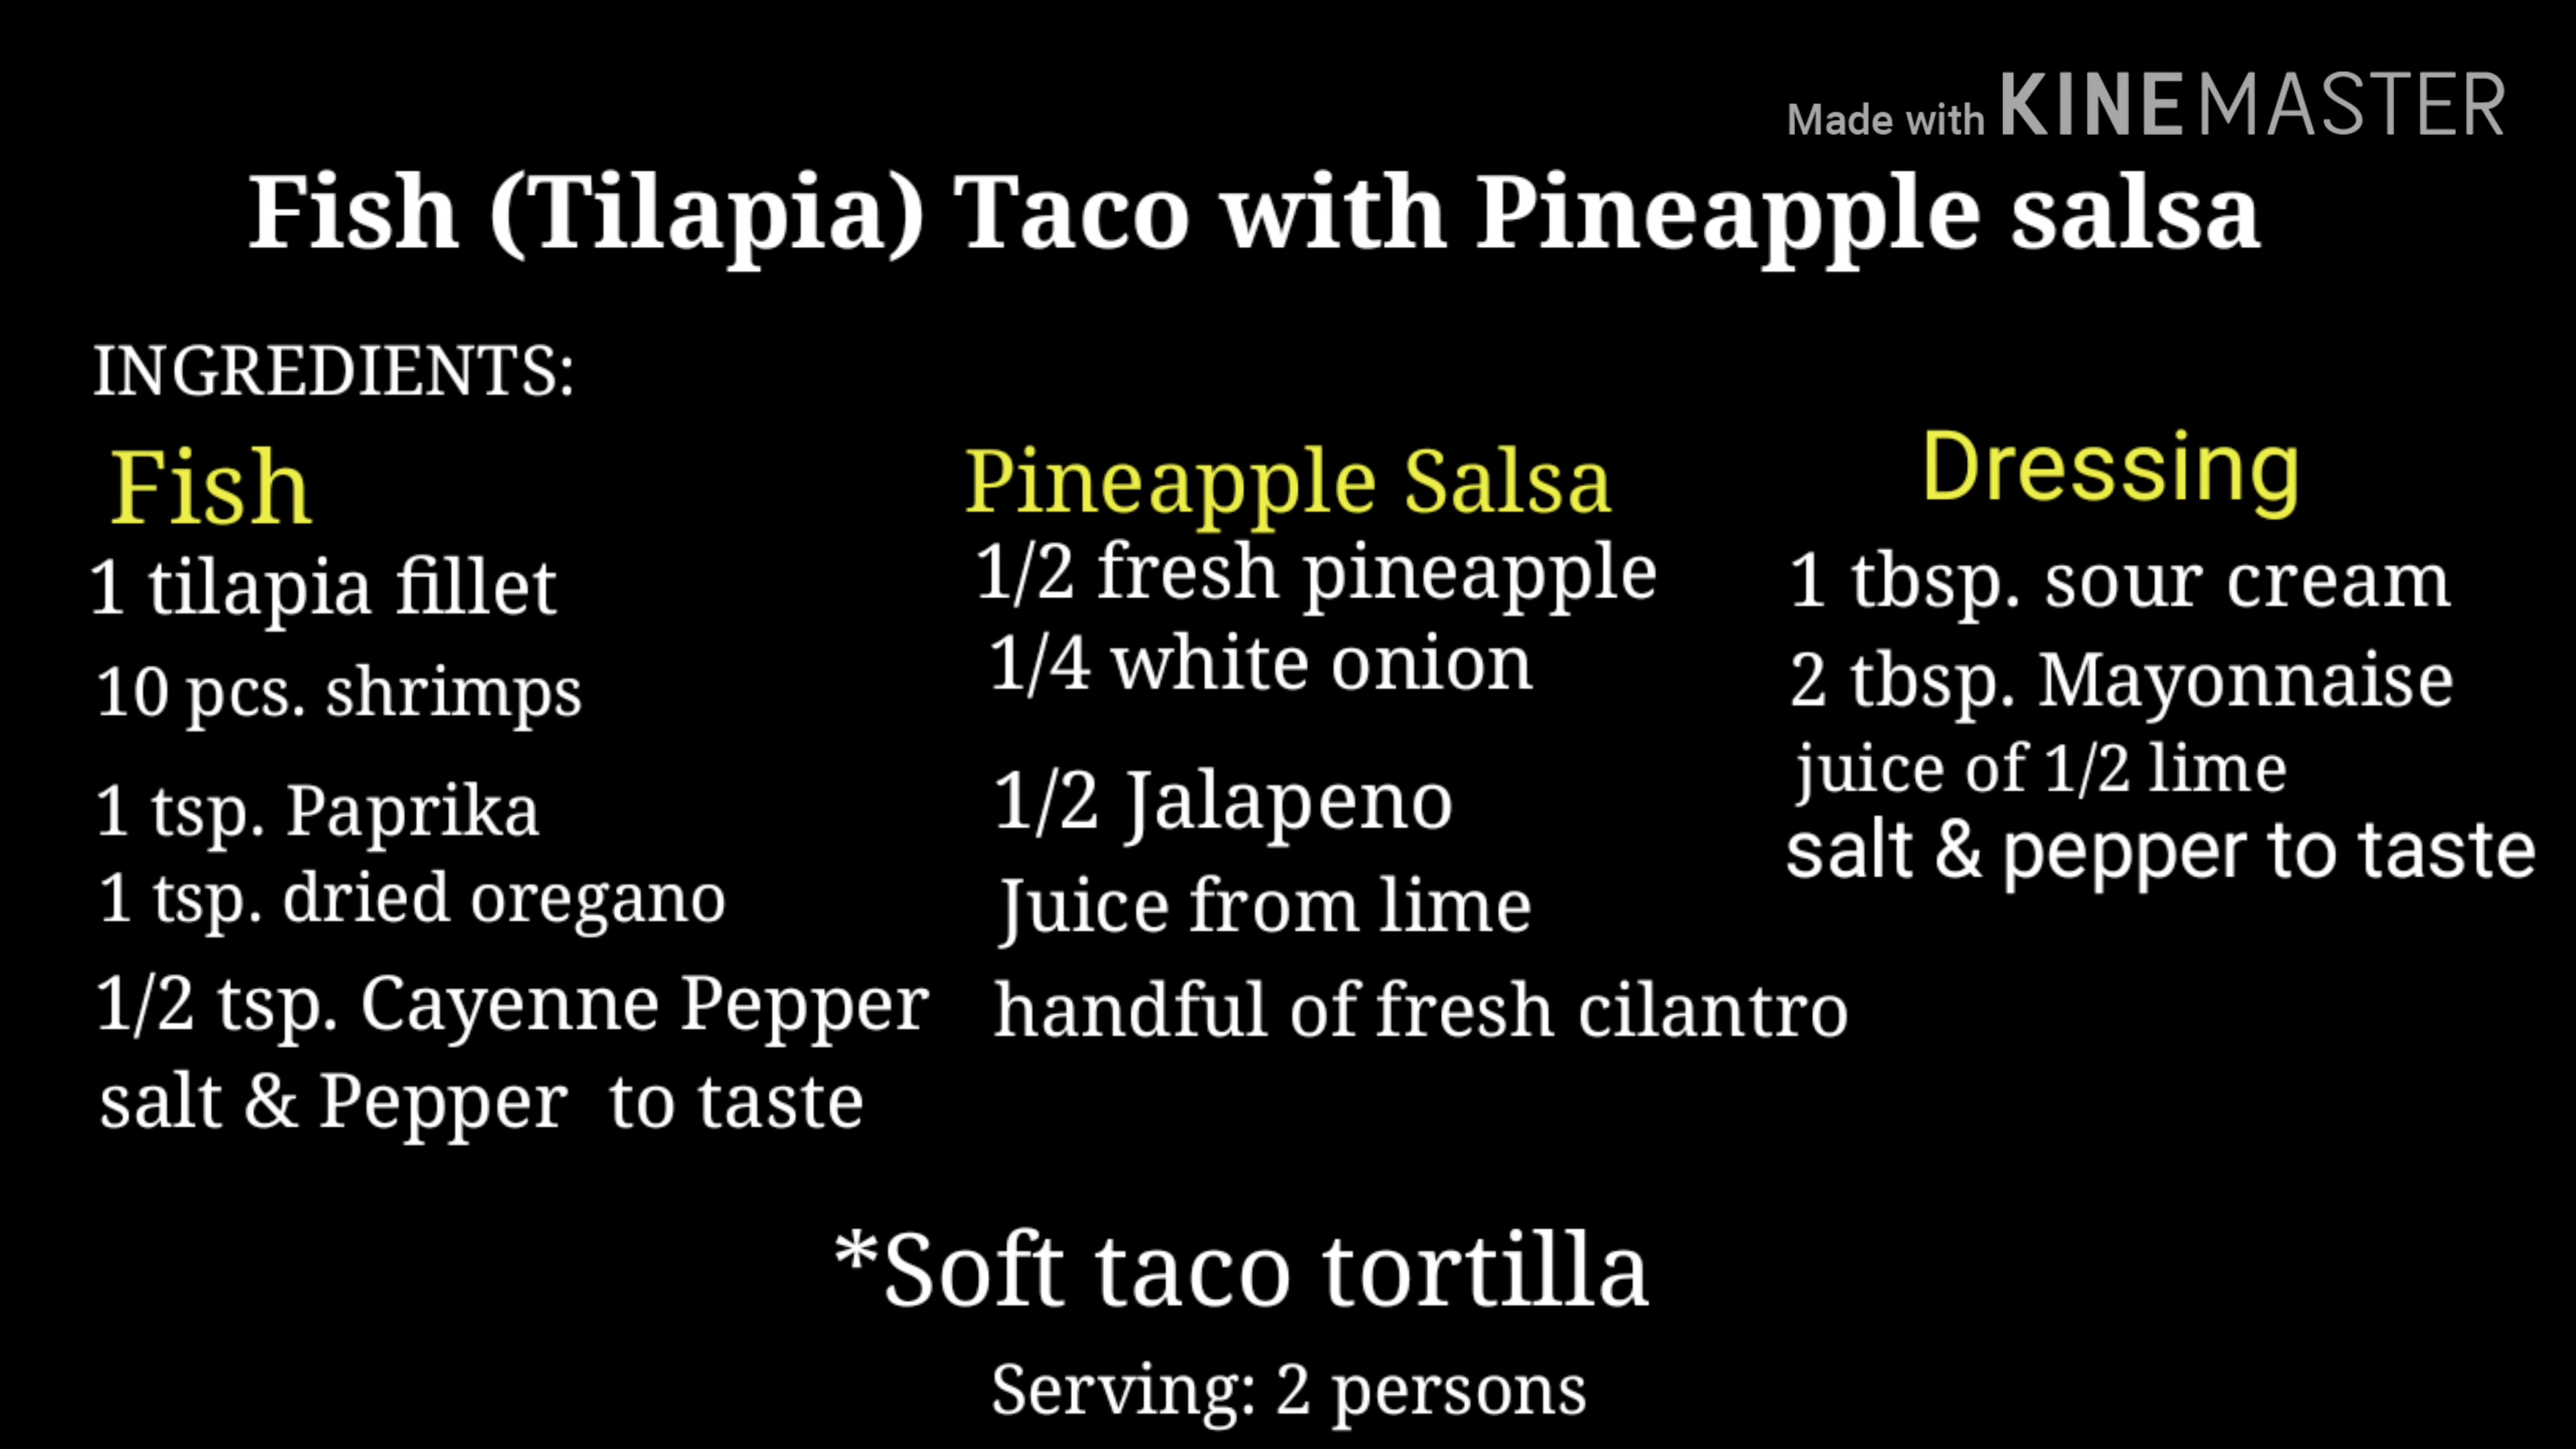 Made with KINEMASTER
Fish (Tilapia) Taco with Pineapple salsa
INGREDIENTS:
Fish
1 tilapia fillet
10 pcs. shrimps
1 tsp. Paprika
1 tsp. dried oregano
1/2 tsp. Cayenne Pepper
salt & Pepper  to taste
Pineapple Salsa
1/2 fresh pineapple
1/4 white onion
1/2 Jalapeno
Juice from lime
handful of fresh cilantro
Dressing
1 tbsp. sour cream
2 tbsp. Mayonnaise
juice of 1/2 lime
salt & pepper to taste
*Soft taco tortilla
Serving: 2 persons